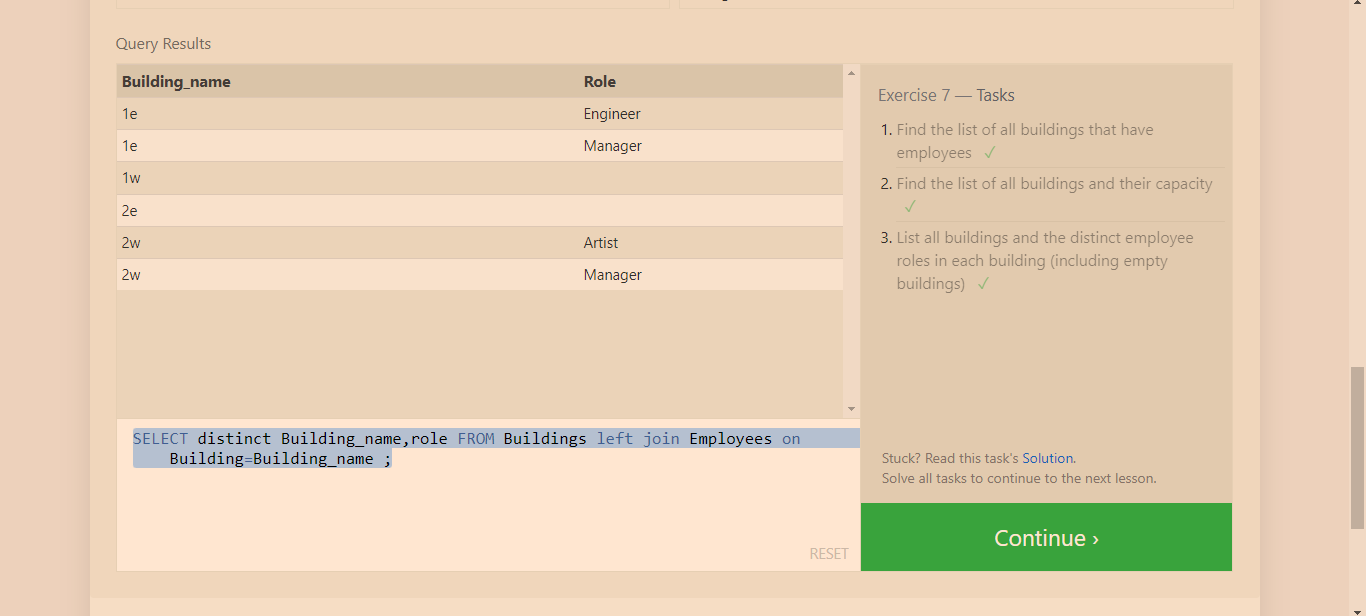 Query Results
Building_name Role
1e Engineer
1e Manager
1w
2e
2w Artist
2w Manager
Exercise 7 — Tasks
1. Find the list of all buildings that have
employees ✓
2. Find the list of all buildings and their capacity
✓
3. List all buildings and the distinct employee
roles in each building (including empty
buildings) ✓
SELECT distinct Building_name,role FROM Buildings left join Employees on
Building=Building_name ;
RESET
Stuck? Read this task's Solution.
Solve all tasks to continue to the next lesson.
Continue ›